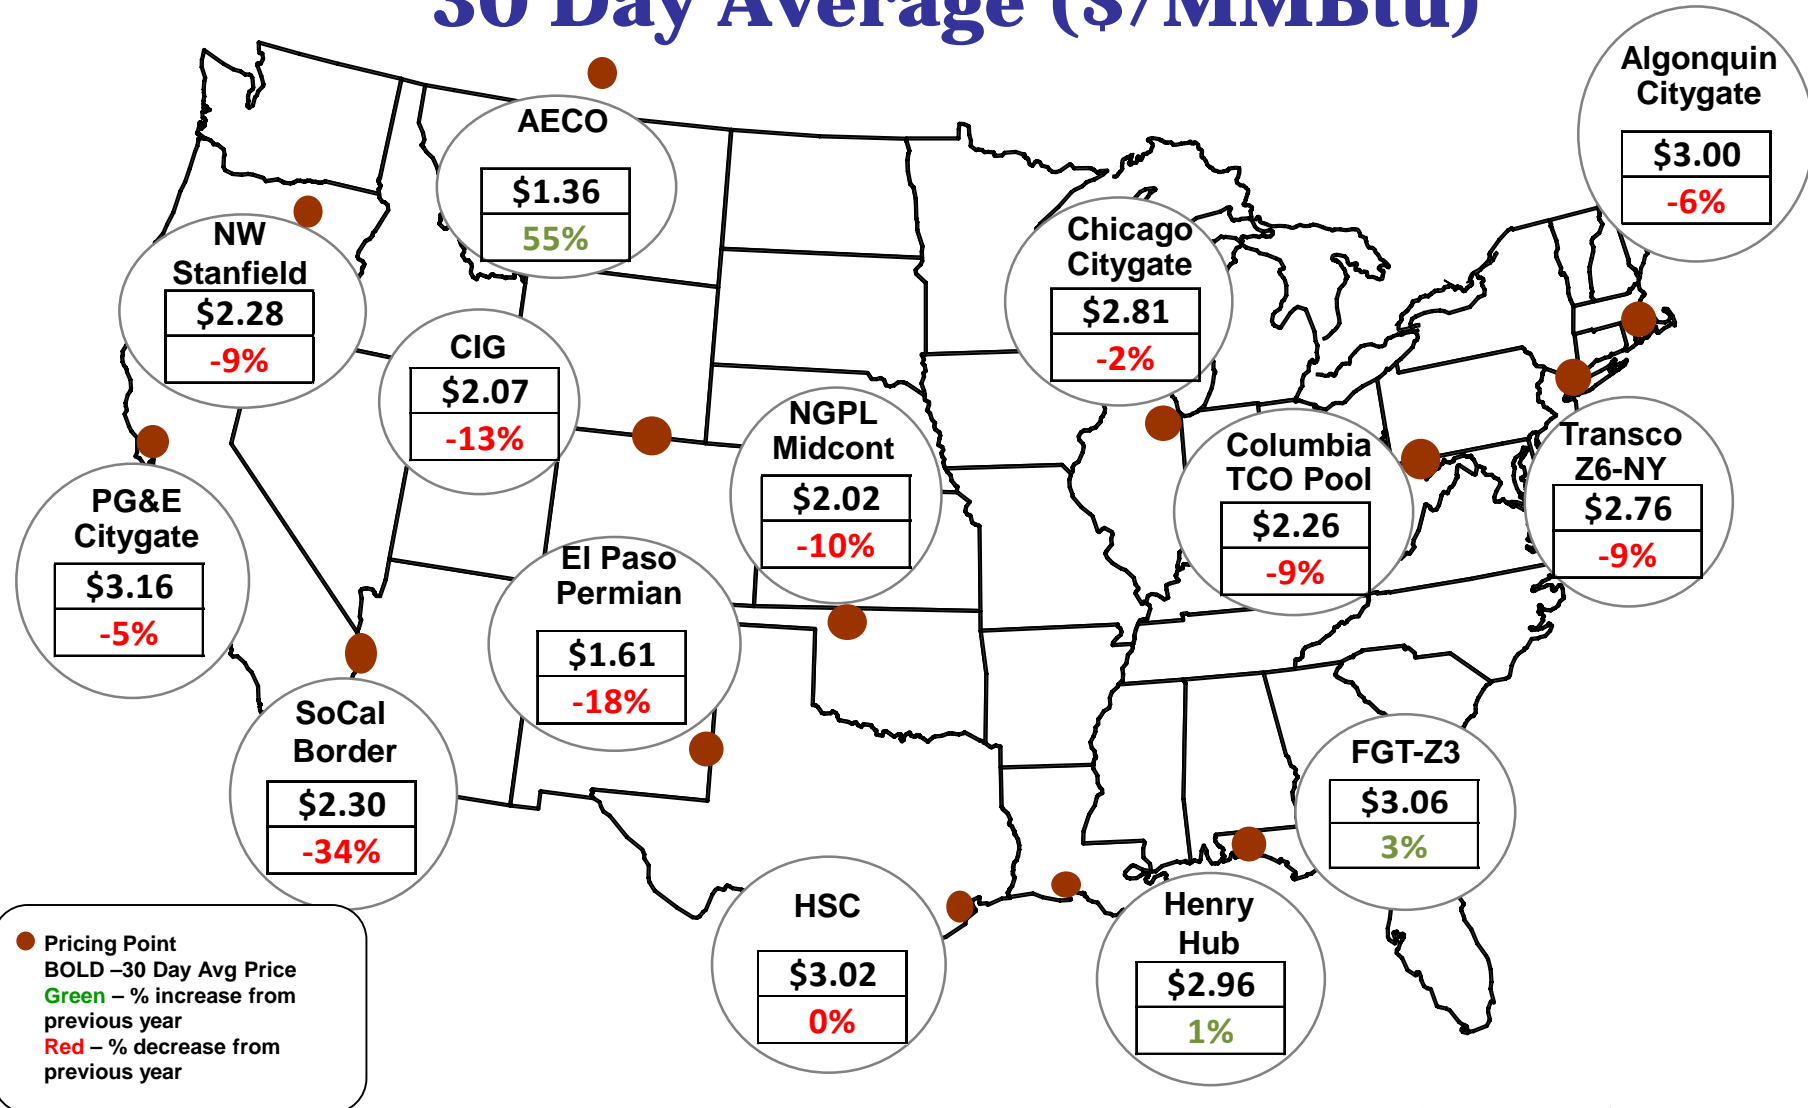 30 Day Average ($/MMBtu)
Algonquin
Citygate
$3.00
-6%
AECO
$1.36
55%
NW
Stanfield
$2.28
-9%
Chicago
Citygate
$2.81
-2%
CIG
$2.07
-13%
NGPL
Midcont
$2.02
-10%
Columbia
TCO Pool
$2.26
-9%
Transco
Z6-NY
$2.76
-9%
PG&E
Citygate
$3.16
-5%
El Paso
Permian
$1.61
-18%
SoCal
Border
$2.30
-34%
FGT-Z3
$3.06
3%
HSC
$3.02
0%
Henry
Hub
$2.96
1%
Pricing Point
BOLD –30 Day Avg Price
Green – % increase from
previous year
Red – % decrease from
previous year